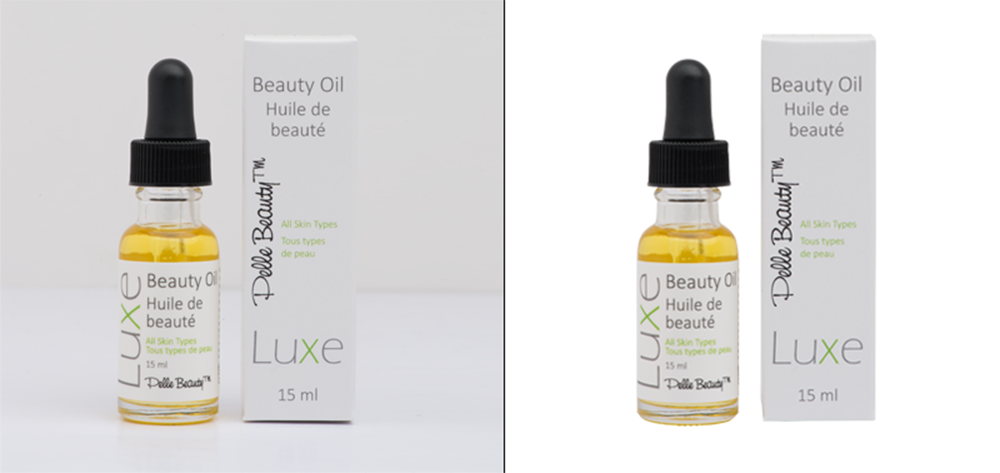 Beauty Oil
Huile de
beauté
Pelle Beauty™
All Skin Types
Tous types
de peau
Luxe
15 ml
Luxe
Beauty Oil
Huile de
beauté
All Skin Types
Tous types de peau
15 ml
Pelle Beauty™
Beauty Oil
Huile de
beauté
Pelle Beauty™
All Skin Types
Tous types
de peau
Luxe
15 ml
Luxe
Beauty Oil
Huile de
beauté
All Skin Types
Tous types de peau
15 ml
Pelle Beauty™